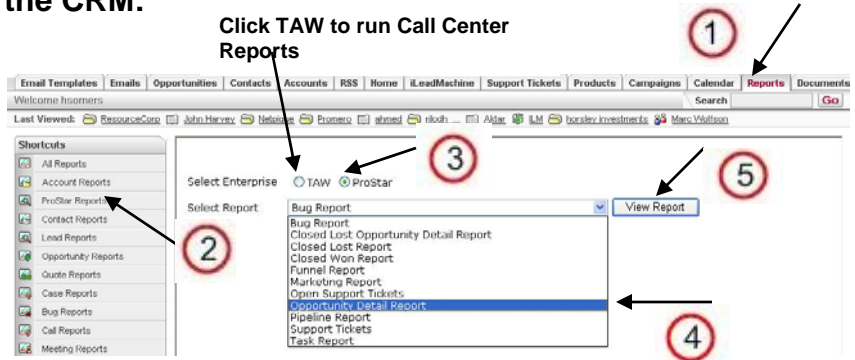 the CRM:
Click TAW to run Call Center
Reports
1
Email Templates Emails Opportunities Contacts Accounts RSS Home iLeadMachine Support Tickets Products Campaigns Calendar Reports Documents
Welcome hsomers Search Go
Last Viewed: ResourceCorp John Harvey Netsique Promero ahmed Aktar ILM horsley investments Marc Wottson
Shortcuts
All Reports
Account Reports
ProStar Reports
Contact Reports
Lead Reports
Opportunity Reports
Quote Reports
Case Reports
Bug Reports
Call Reports
Meeting Reports
2
3
Select Enterprise TAW ProStar
5
Select Report Bug Report View Report
Bug Report
Closed Lost Opportunity Detail Report
Closed Lost Report
Closed Won Report
Funnel Report
Marketing Report
Open Support Tickets
Opportunity Detail Report
Pipeline Report
Support Tickets
Task Report
4